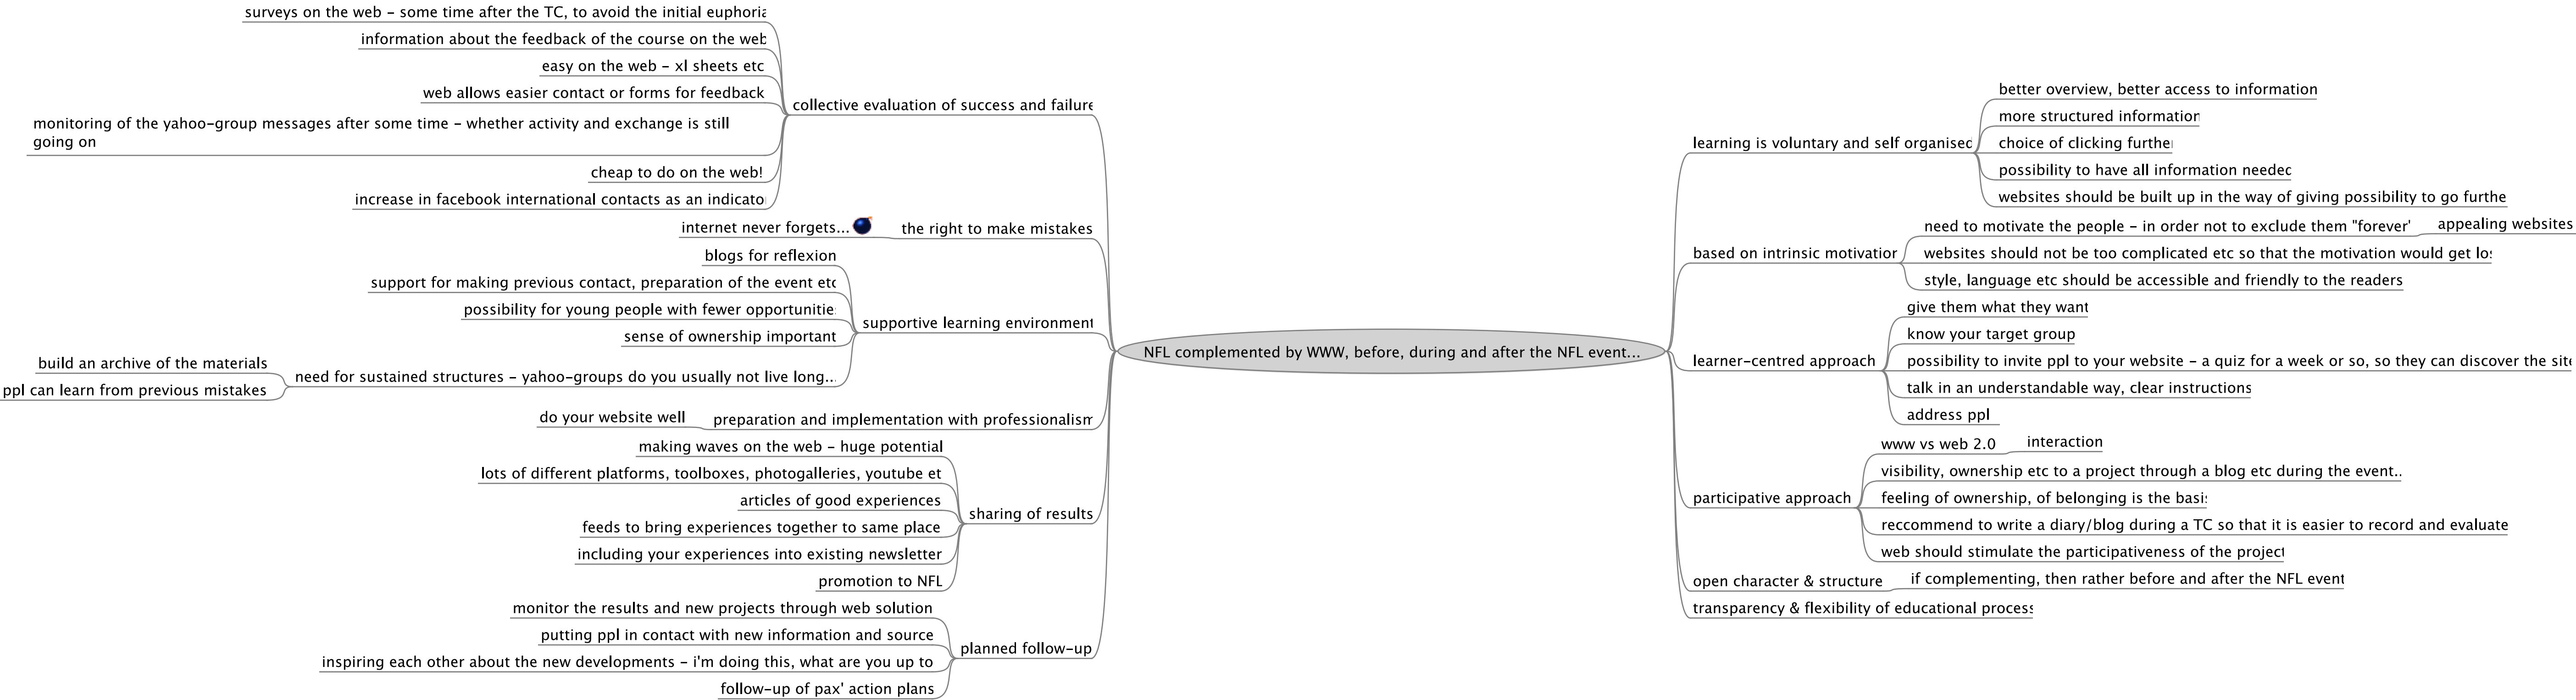 surveys on the web – some time after the TC, to avoid the initial euphoria
information about the feedback of the course on the web
easy on the web – xl sheets etc
web allows easier contact or forms for feedback
monitoring of the yahoo-group messages after some time – whether activity and exchange is still
going on
cheap to do on the web!
increase in facebook international contacts as an indicato
collective evaluation of success and failure
internet never forgets...
the right to make mistakes
blogs for reflexion
support for making previous contact, preparation of the event etc
possibility for young people with fewer opportunitie
sense of ownership important
build an archive of the materials
ppl can learn from previous mistakes
need for sustained structures – yahoo-groups do you usually not live long...
supportive learning environment
do your website well
preparation and implementation with professionalism
making waves on the web – huge potential
lots of different platforms, toolboxes, photogalleries, youtube et
articles of good experiences
feeds to bring experiences together to same place
including your experiences into existing newsletter
promotion to NFL
sharing of results
monitor the results and new projects through web solution
putting ppl in contact with new information and source
inspiring each other about the new developments – i'm doing this, what are you up to
follow-up of pax' action plans
planned follow-up
NFL complemented by WWW, before, during and after the NFL event...
learning is voluntary and self organised
better overview, better access to information
more structured information
choice of clicking furthe
possibility to have all information needed
websites should be built up in the way of giving possibility to go furthe
based on intrinsic motivation
need to motivate the people – in order not to exclude them "forever"
appealing websites
websites should not be too complicated etc so that the motivation would get los
style, language etc should be accessible and friendly to the readers
learner-centred approach
give them what they want
know your target group
possibility to invite ppl to your website – a quiz for a week or so, so they can discover the site
talk in an understandable way, clear instructions
address ppl
participative approach
www vs web 2.0
interaction
visibility, ownership etc to a project through a blog etc during the event...
feeling of ownership, of belonging is the basis
reccommend to write a diary/blog during a TC so that it is easier to record and evaluate
web should stimulate the participativeness of the project
open character & structure
if complementing, then rather before and after the NFL event
transparency & flexibility of educational process